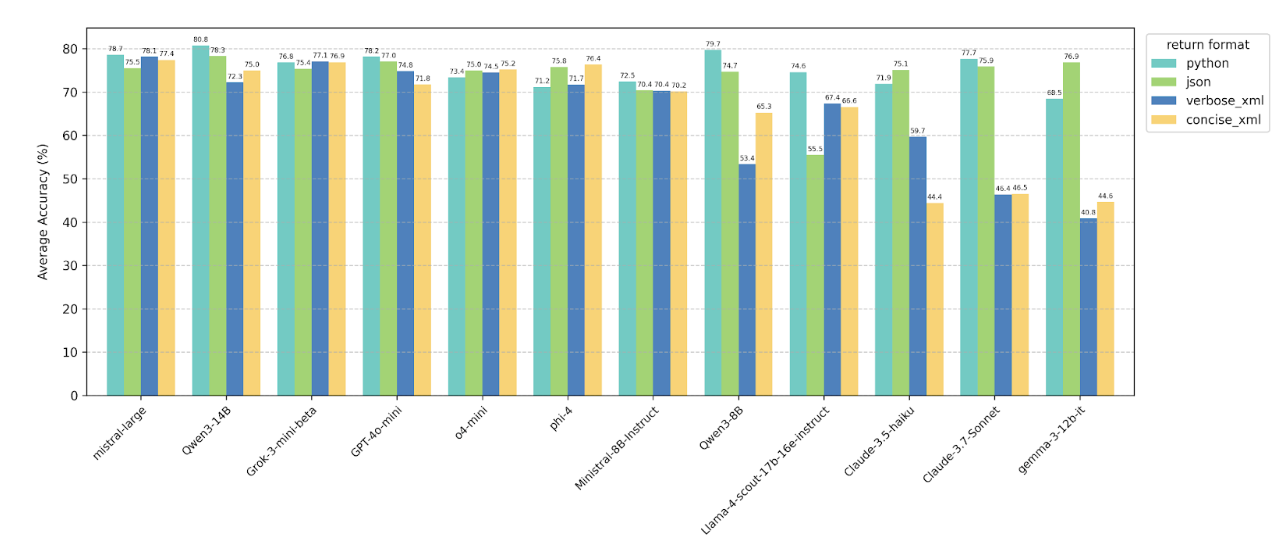 return format
python
json
verbose_xml
concise_xml
Average Accuracy (%)
80
70
60
50
40
30
20
10
0
78.7 75.5 78.1 77.4
80.8 78.3 72.3 75.0
76.8 75.4 77.1 76.9
78.2 77.0 74.8 71.8
73.4 75.0 74.5 75.2
71.2 75.8 71.7 76.4
72.5 70.4 70.4 70.2
79.7 74.7 53.4 65.3
74.6 55.5 67.4 66.6
71.9 75.1 59.7 44.4
77.7 75.9 46.4 46.5
68.5 76.9 40.8 44.6
mistral-large
Qwen3-14B
Grok-3-mini-beta
GPT-4o-mini
o4-mini
phi-4
Ministral-8B-Instruct
Qwen3-8B
Llama-4-scout-17b-16e-instruct
Claude-3.5-haiku
Claude-3.7-Sonnet
gemma-3-12b-it